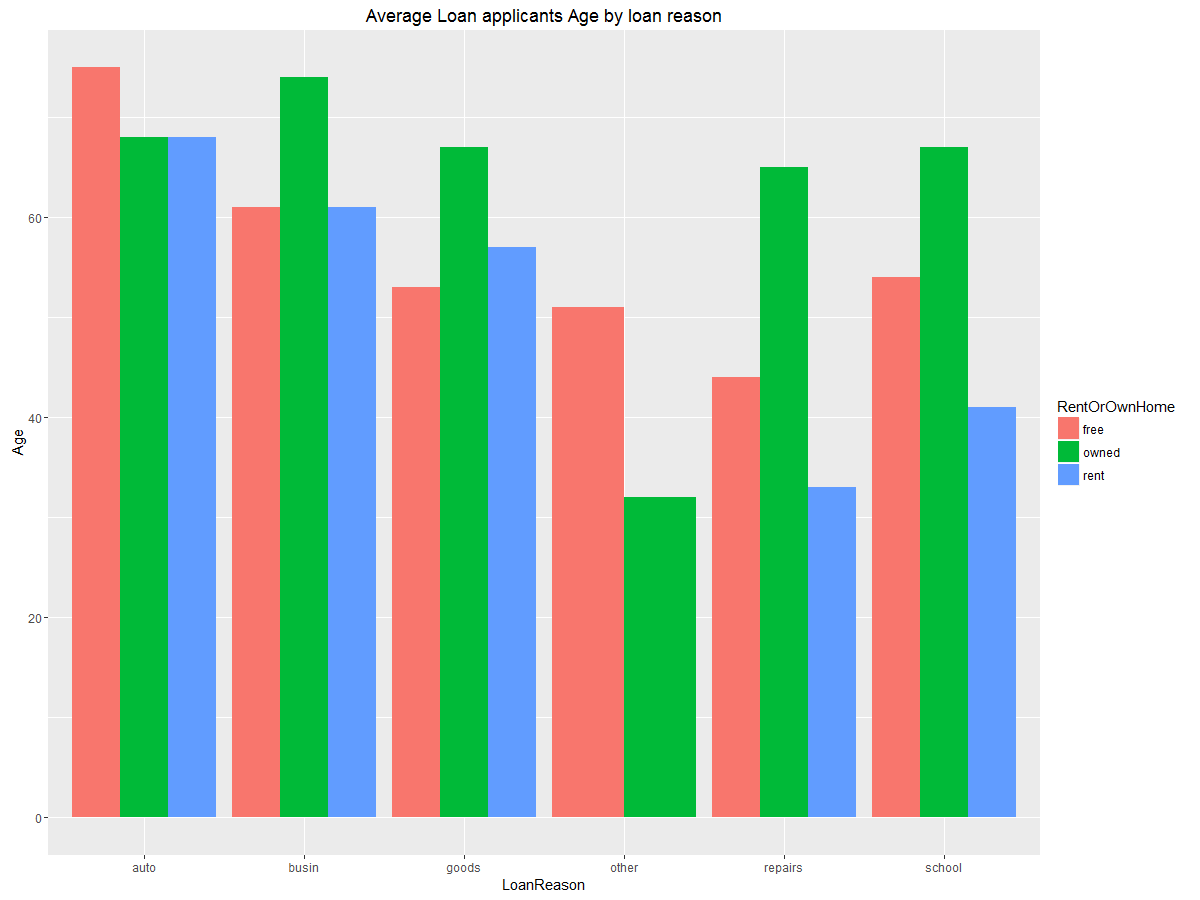 Average Loan applicants Age by loan reason
60
40
20
0
Age
auto busin goods other repairs school
LoanReason
RentOrOwnHome
free
owned
rent